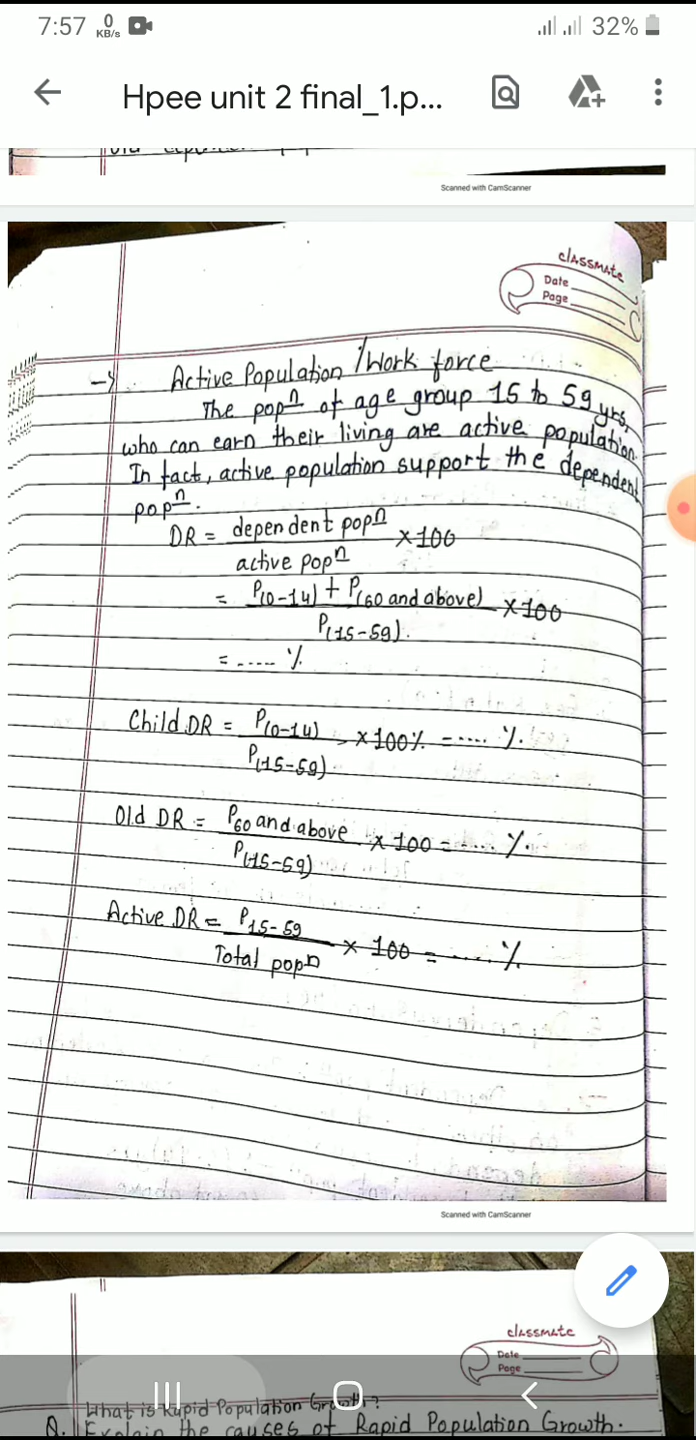 7:57 0 KB/s 32%
Hpee unit 2 final_1.p...
Scanned with CamScanner
classmate
Date
Page
→ Active Population / Work force
The popⁿ of age group 15 to 59 yrs,
who can earn their living are active population.
In fact, active population support the dependent
popⁿ.
DR = dependent popⁿ × 100
active popⁿ
= P(0-14) + P(60 and above) × 100
P(15-59).
= ..... %
Child DR = P(0-14) × 100% = .... %.
P(15-59)
Old DR = P60 and above × 100 = ..... %.
P(15-59)
Active DR = P15-59 × 100 = ..... %
Total popⁿ
Scanned with CamScanner
classmate
Date
Page
What is Rapid Population Growth?
Q. Explain the causes of Rapid Population Growth.